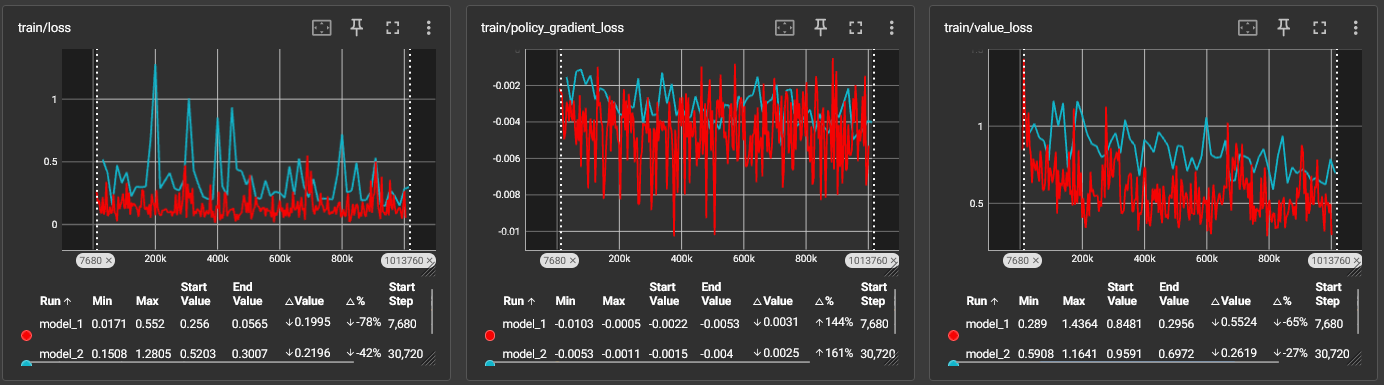 train/loss
1
0.5
0
7680 ×
200k
400k
600k
800k
1013760 ×
Run ↑ Min Max Start Value End Value △Value △% Start Step
model_1 0.0171 0.552 0.256 0.0565 ↓0.1995 ↓-78% 7,680
model_2 0.1508 1.2805 0.5203 0.3007 ↓0.2196 ↓-42% 30,720
train/policy_gradient_loss
0
-0.002
-0.004
-0.006
-0.008
-0.01
7680 ×
200k
400k
600k
800k
1013760 ×
Run ↑ Min Max Start Value End Value △Value △% Start Step
model_1 -0.0103 -0.0005 -0.0022 -0.0053 ↓0.0031 ↑144% 7,680
model_2 -0.0053 -0.0011 -0.0015 -0.004 ↓0.0025 ↑161% 30,720
train/value_loss
1
0.5
7680 ×
200k
400k
600k
800k
1013760 ×
Run ↑ Min Max Start Value End Value △Value △% Start Step
model_1 0.289 1.4364 0.8481 0.2956 ↓0.5524 ↓-65% 7,680
model_2 0.5908 1.1641 0.9591 0.6972 ↓0.2619 ↓-27% 30,720